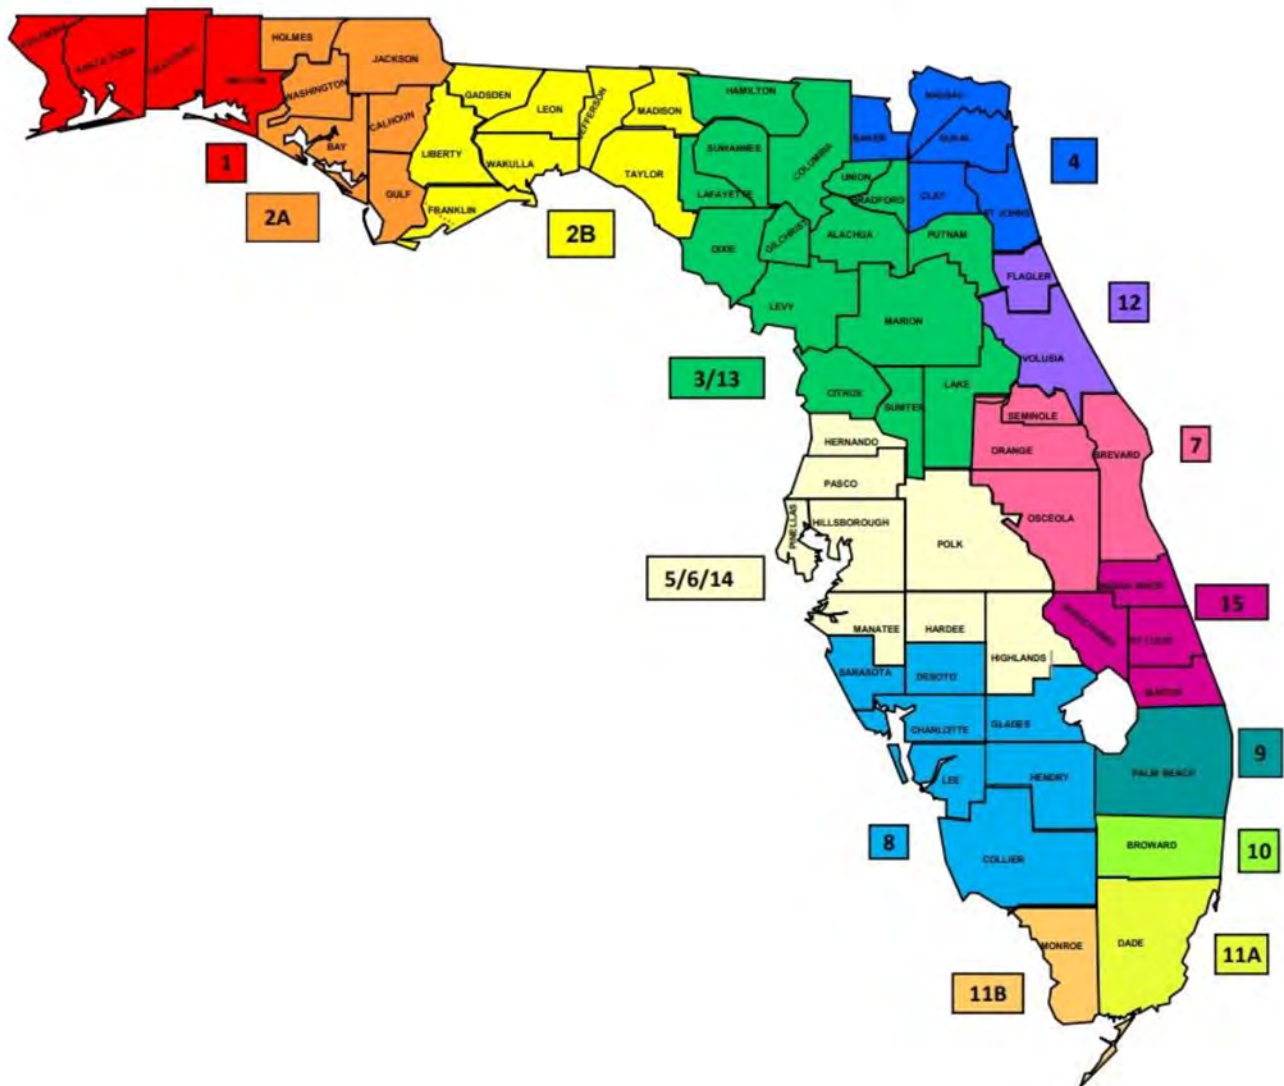 HOLMES
JACKSON
WASHINGTON
GADSDEN
LEON
JEFFERSON
MADISON
HAMILTON
CALHOUN
BAY
LIBERTY
WAKULLA
TAYLOR
SUWANNEE
COLUMBIA
BAKER
NASSAU
DUVAL
1
4
GULF
FRANKLIN
LAFAYETTE
UNION
BRADFORD
CLAY
ST JOHNS
2A
2B
DIXIE
GILCHRIST
ALACHUA
PUTNAM
FLAGLER
12
LEVY
MARION
VOLUSIA
3/13
CITRUS
SUMTER
LAKE
SEMINOLE
HERNANDO
ORANGE
BREVARD
7
PASCO
PINELLAS
HILLSBOROUGH
OSCEOLA
POLK
5/6/14
15
MANATEE
HARDEE
HIGHLANDS
ST LUCIE
SARASOTA
DESOTO
MARTIN
CHARLOTTE
GLADES
9
LEE
HENDRY
PALM BEACH
8
COLLIER
BROWARD
10
MONROE
DADE
11A
11B